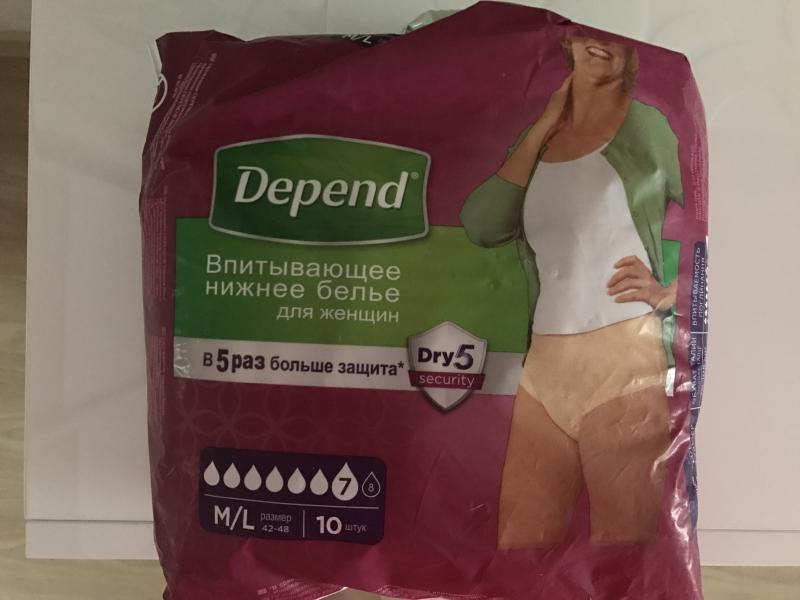 M/L
Depend®
Впитывающее
нижнее белье
для женщин
в 5 раз больше защита*
Dry5
security
7 8
M/L размер
42-48
10 штук
ВПИТЫВАЕМОСТЬ